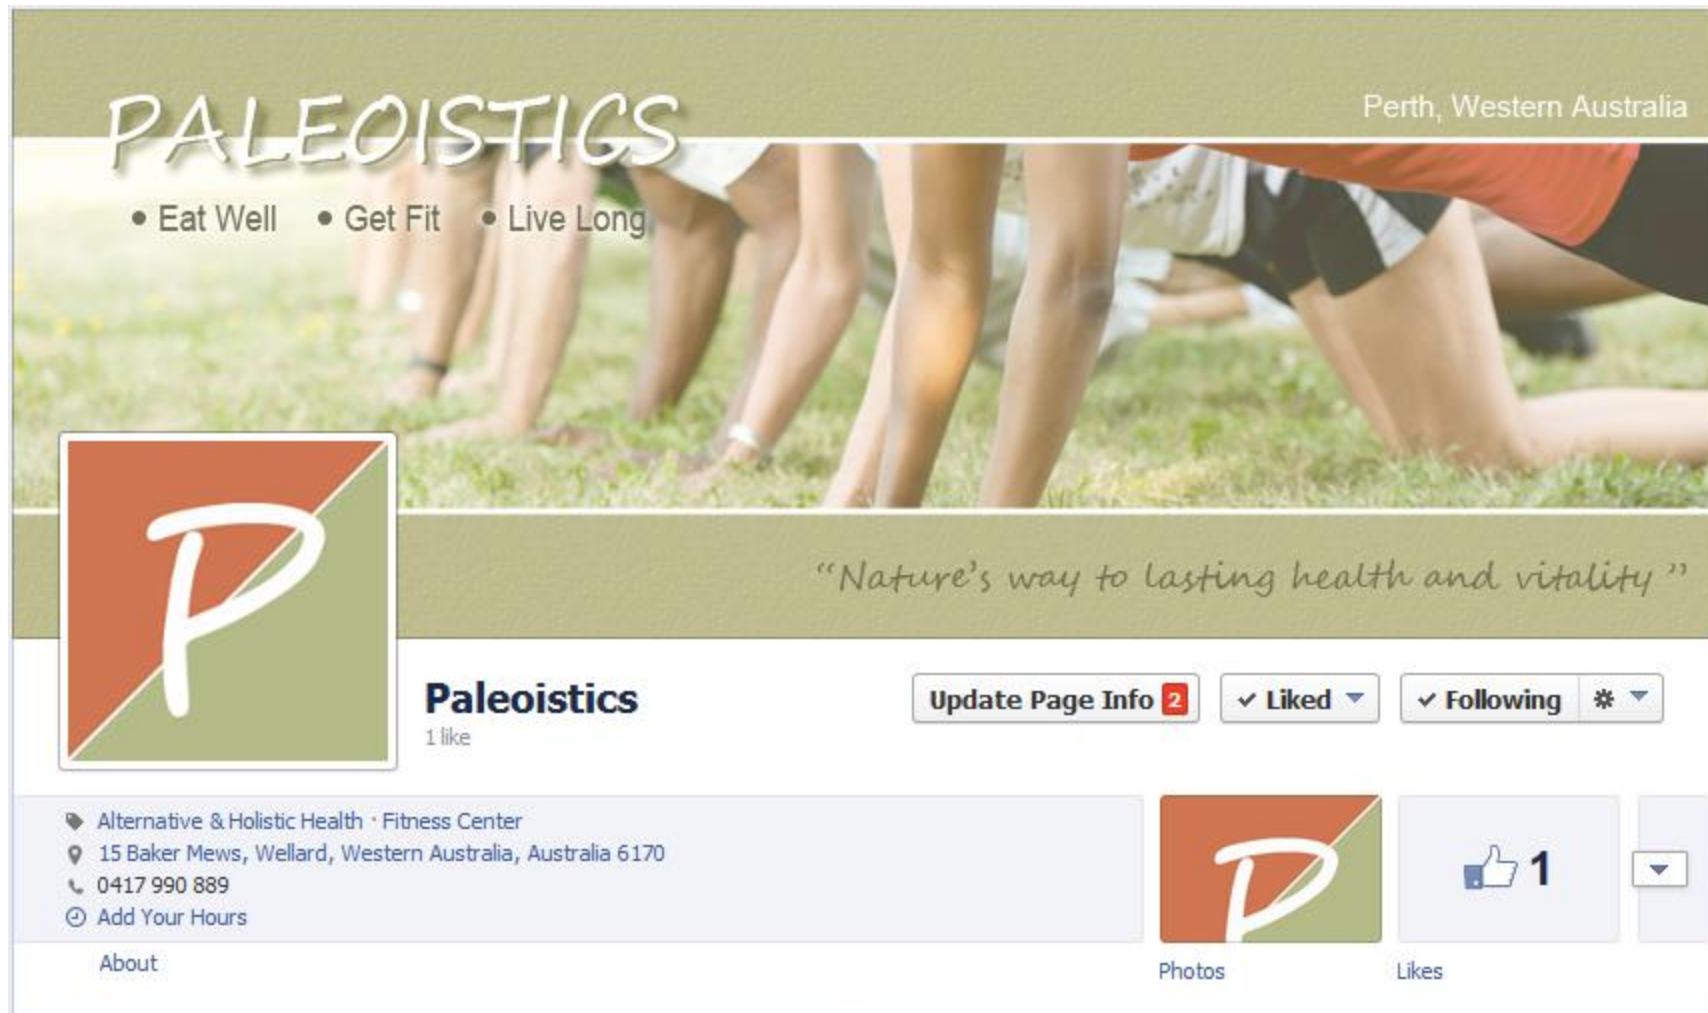 PALEOISTICS
Perth, Western Australia
• Eat Well • Get Fit • Live Long
P
“Nature's way to lasting health and vitality”
Paleoistics
1 like
Update Page Info 2
Liked
Following
Alternative & Holistic Health · Fitness Center
15 Baker Mews, Wellard, Western Australia, Australia 6170
0417 990 889
Add Your Hours
About
P
Photos
1
Likes